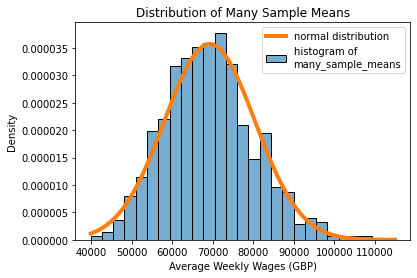 Distribution of Many Sample Means
normal distribution
histogram of
many_sample_means
Density
0.000035
0.000030
0.000025
0.000020
0.000015
0.000010
0.000005
0.000000
40000 50000 60000 70000 80000 90000 100000 110000
Average Weekly Wages (GBP)